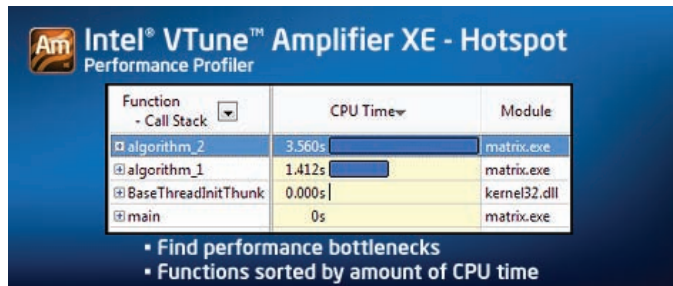 Am Intel® VTune™ Amplifier XE - Hotspot
Performance Profiler
Function - Call Stack CPU Time Module
algorithm_2 3.560s matrix.exe
algorithm_1 1.412s matrix.exe
BaseThreadInitThunk 0.000s kernel32.dll
main 0s matrix.exe
▪ Find performance bottlenecks
▪ Functions sorted by amount of CPU time